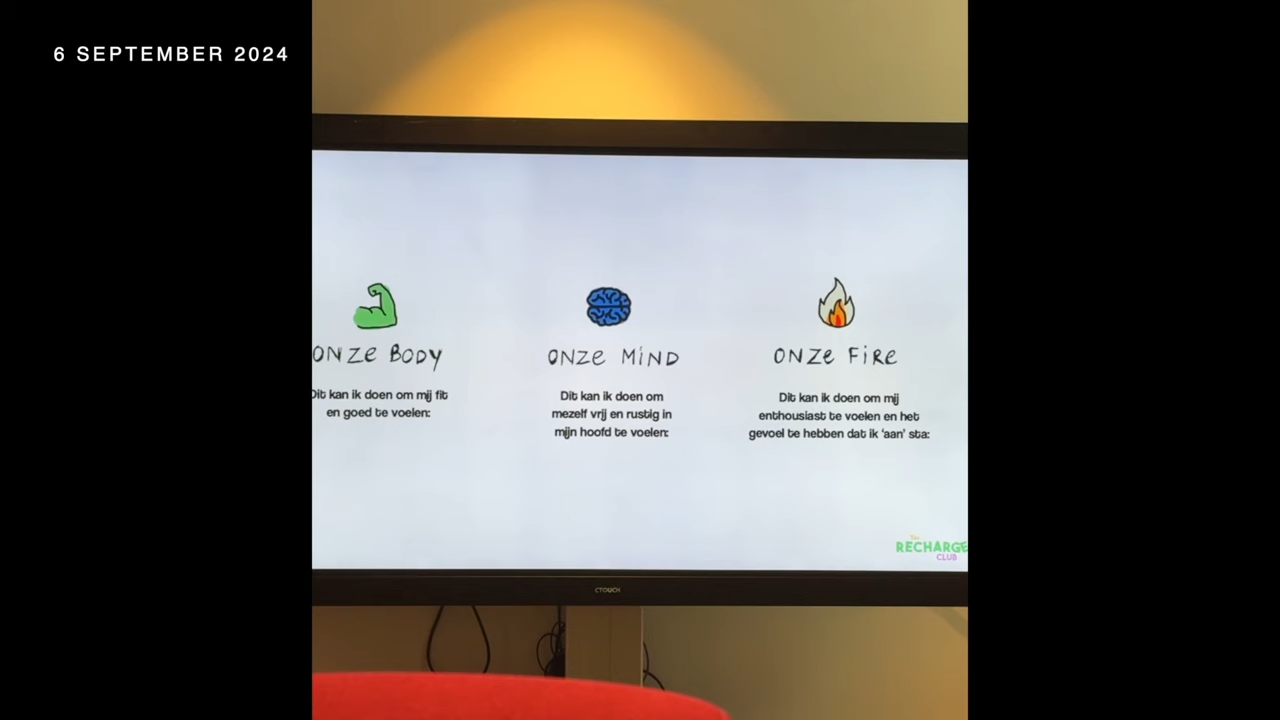 6 SEPTEMBER 2024
ONZE BODY
Dit kan ik doen om mij fit
en goed te voelen:
ONZE MIND
Dit kan ik doen om
mezelf vrij en rustig in
mijn hoofd te voelen:
ONZE FIRE
Dit kan ik doen om mij
enthousiast te voelen en het
gevoel te hebben dat ik ‘aan’ sta:
RECHARGE
CLUB
CTOUCH